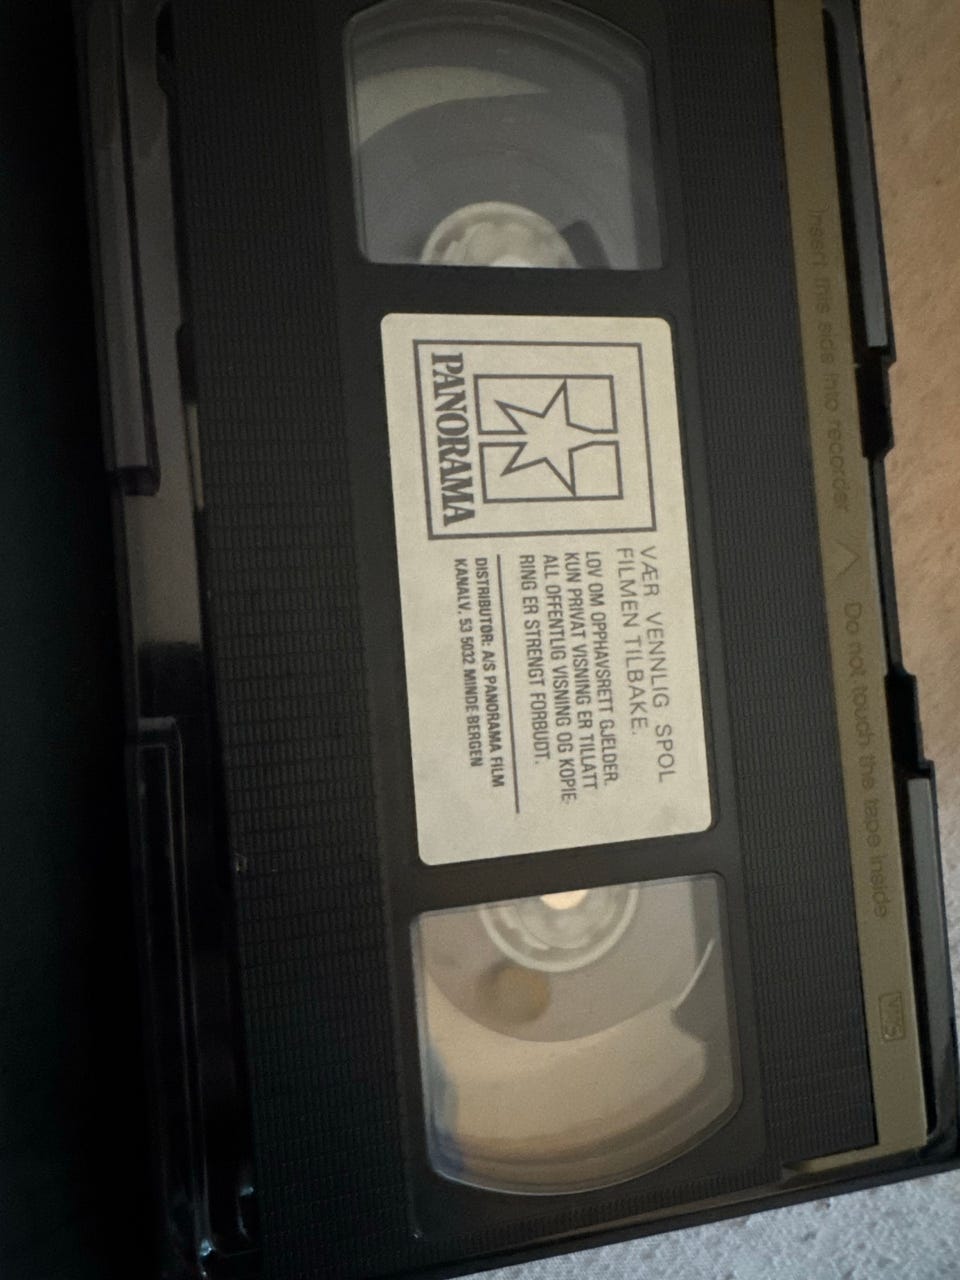 PANORAMA
VÆR VENNLIG SPOL
FILMEN TILBAKE.
LOV OM OPPHAVSRETT GJELDER.
KUN PRIVAT VISNING ER TILLATT
ALL OFFENTLIG VISNING OG KOPIE-
RING ER STRENGT FORBUDT.
DISTRIBUTØR: A/S PANORAMA FILM
KANALV. 53 5032 MINDE-BERGEN
Insert this side into recorder
Do not touch the tape inside
VHS